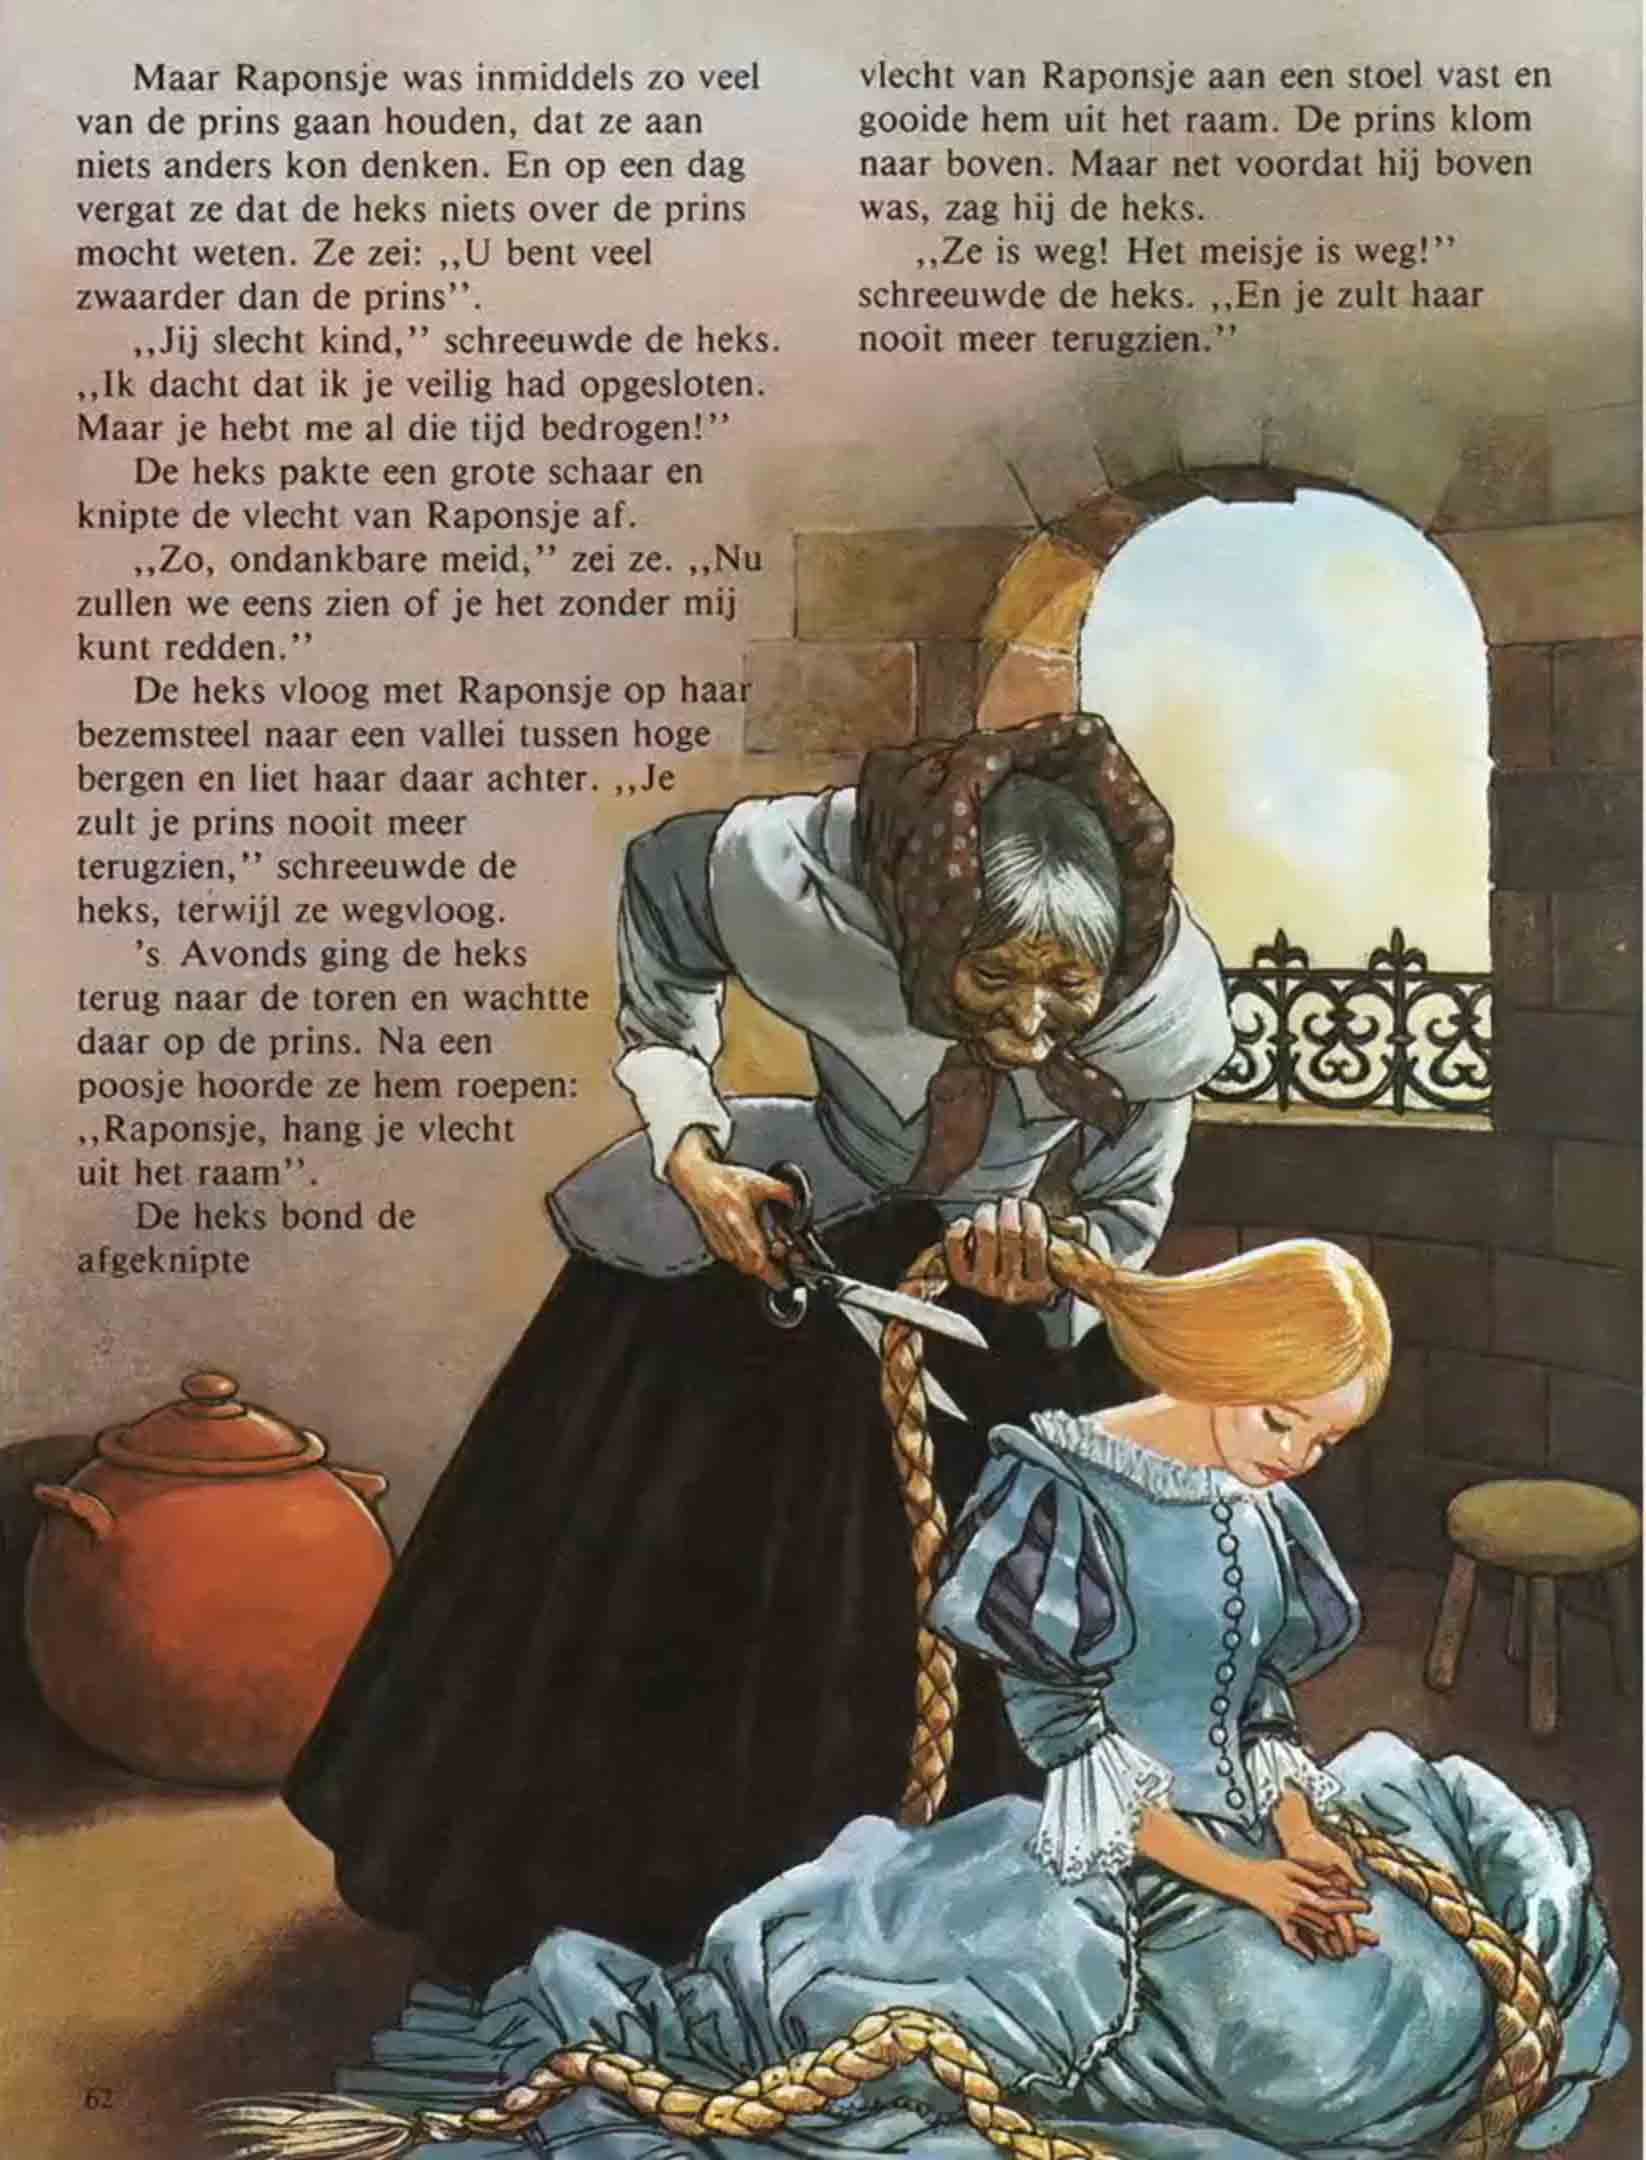 Maar Raponsje was inmiddels zo veel
van de prins gaan houden, dat ze aan
niets anders kon denken. En op een dag
vergat ze dat de heks niets over de prins
mocht weten. Ze zei: ,,U bent veel
zwaarder dan de prins’’.
,,Jij slecht kind,’’ schreeuwde de heks.
,,Ik dacht dat ik je veilig had opgesloten.
Maar je hebt me al die tijd bedrogen!’’
De heks pakte een grote schaar en
knipte de vlecht van Raponsje af.
,,Zo, ondankbare meid,’’ zei ze. ,,Nu
zullen we eens zien of je het zonder mij
kunt redden.’’
De heks vloog met Raponsje op haar
bezemsteel naar een vallei tussen hoge
bergen en liet haar daar achter. ,,Je
zult je prins nooit meer
terugzien,’’ schreeuwde de
heks, terwijl ze wegvloog.
’s Avonds ging de heks
terug naar de toren en wachtte
daar op de prins. Na een
poosje hoorde ze hem roepen:
,,Raponsje, hang je vlecht
uit het raam’’.
De heks bond de
afgeknipte
vlecht van Raponsje aan een stoel vast en
gooide hem uit het raam. De prins klom
naar boven. Maar net voordat hij boven
was, zag hij de heks.
,,Ze is weg! Het meisje is weg!’’
schreeuwde de heks. ,,En je zult haar
nooit meer terugzien.’’
62